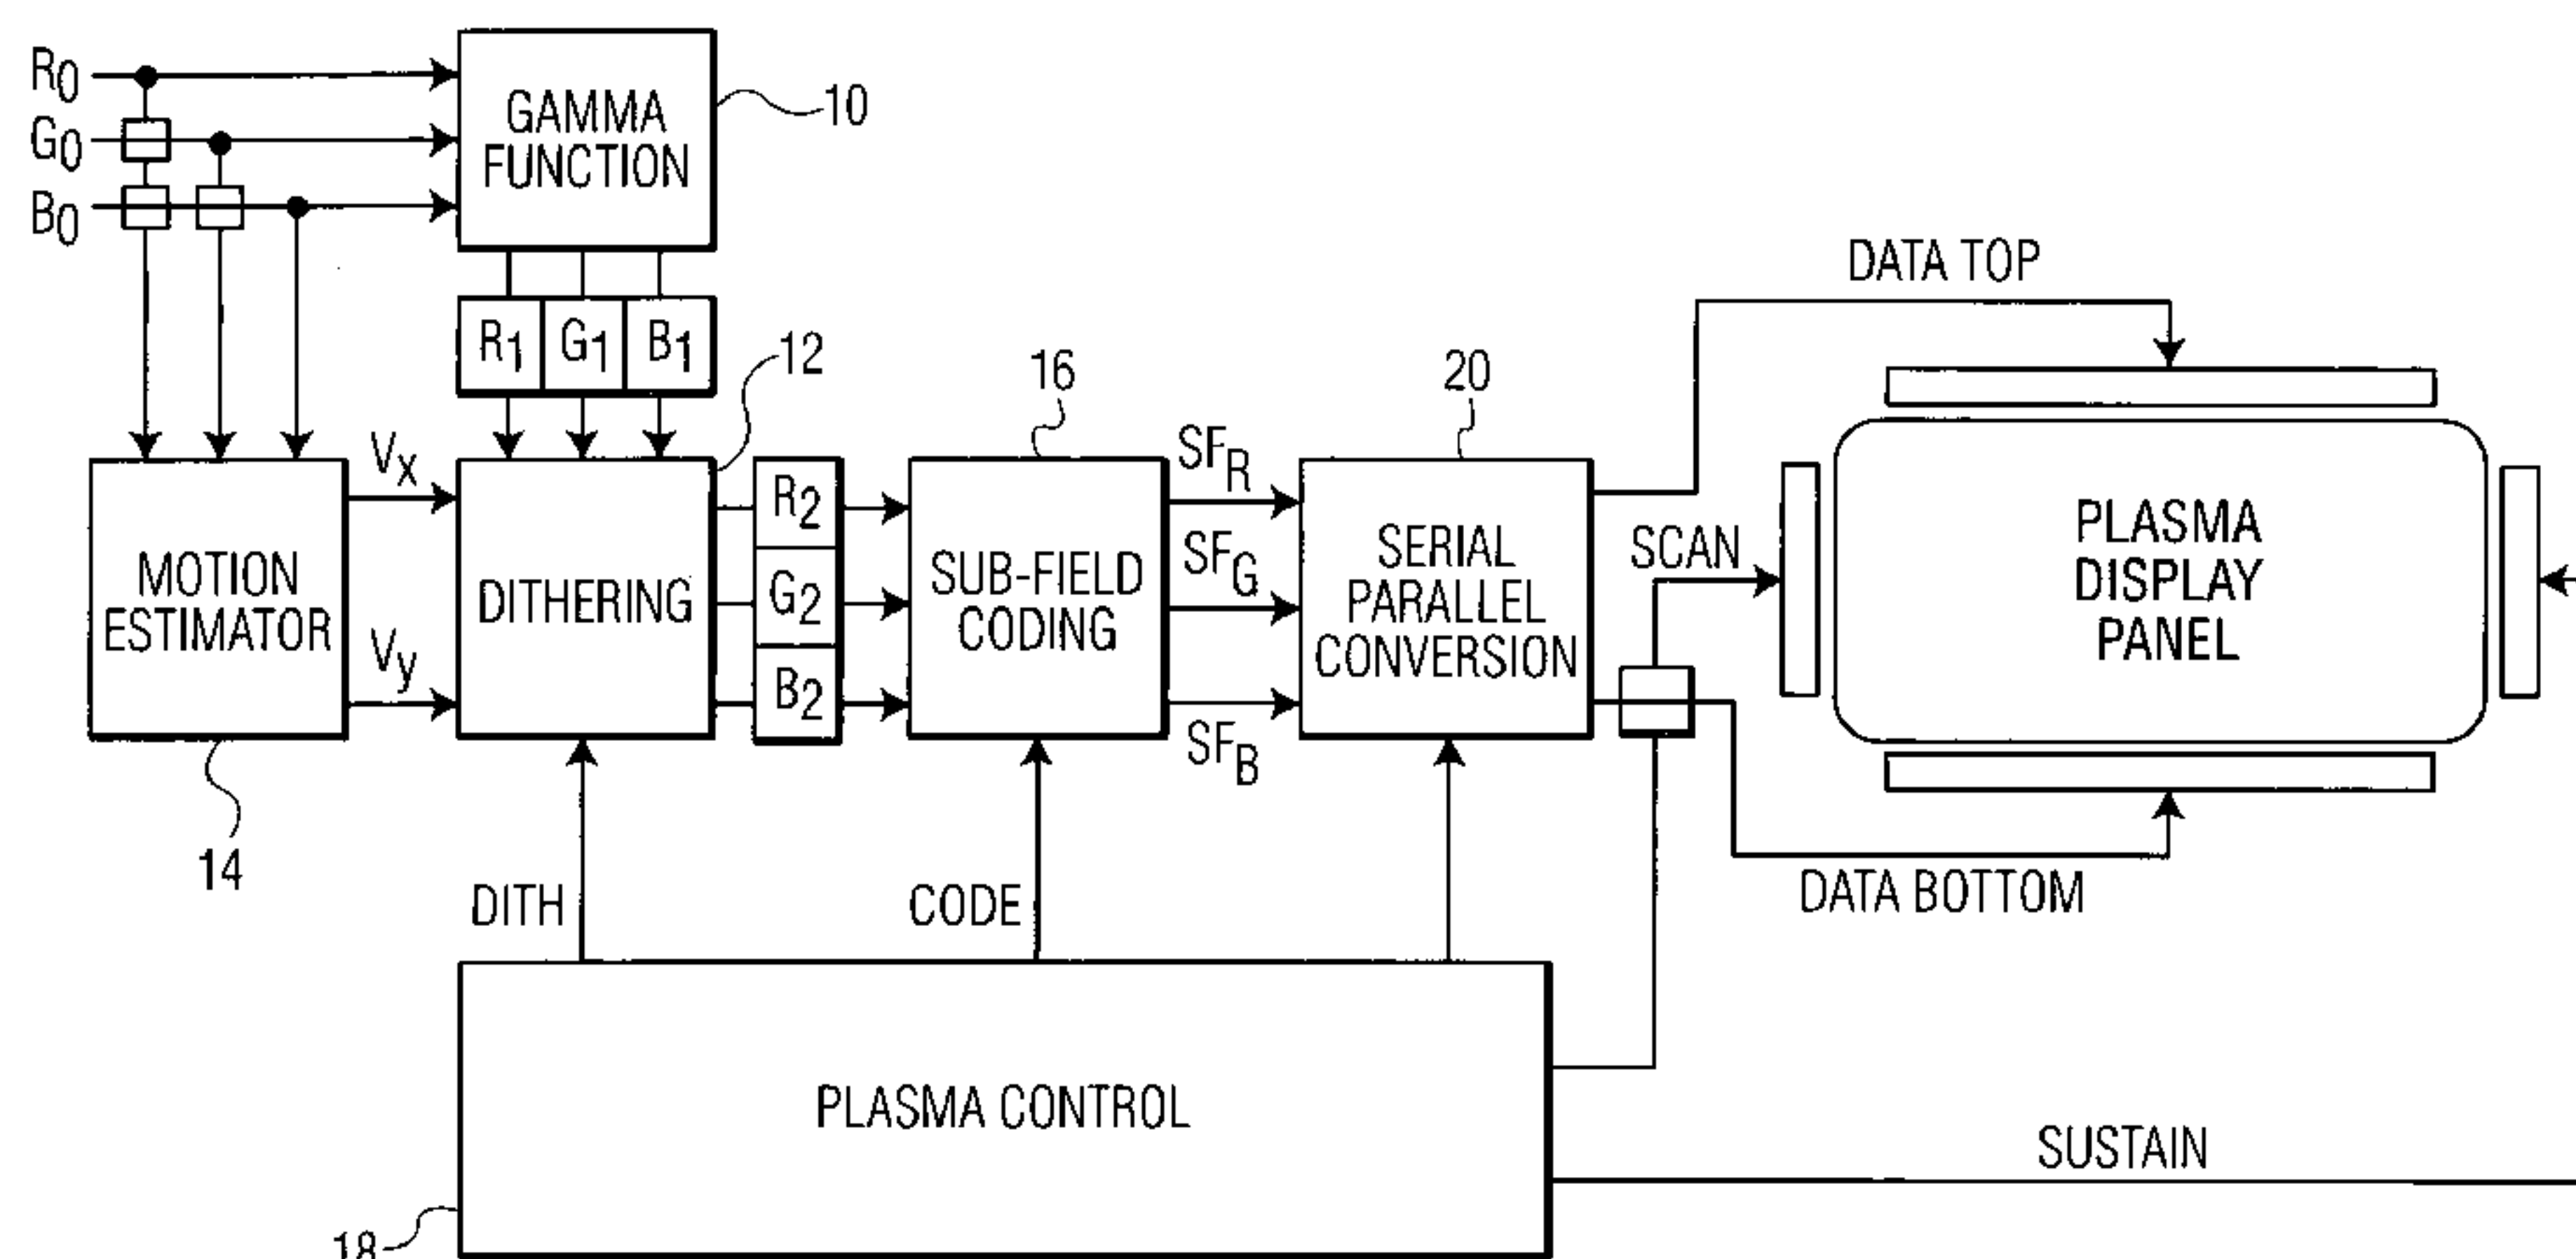 R0
G0
B0
GAMMA
FUNCTION
10
R1 G1 B1
12
MOTION
ESTIMATOR
14
Vx
Vy
DITHERING
R2
G2
B2
16
SUB-FIELD
CODING
SFR
SFG
SFB
20
SERIAL
PARALLEL
CONVERSION
DATA TOP
SCAN
PLASMA
DISPLAY
PANEL
DATA BOTTOM
DITH
CODE
PLASMA CONTROL
18
SUSTAIN